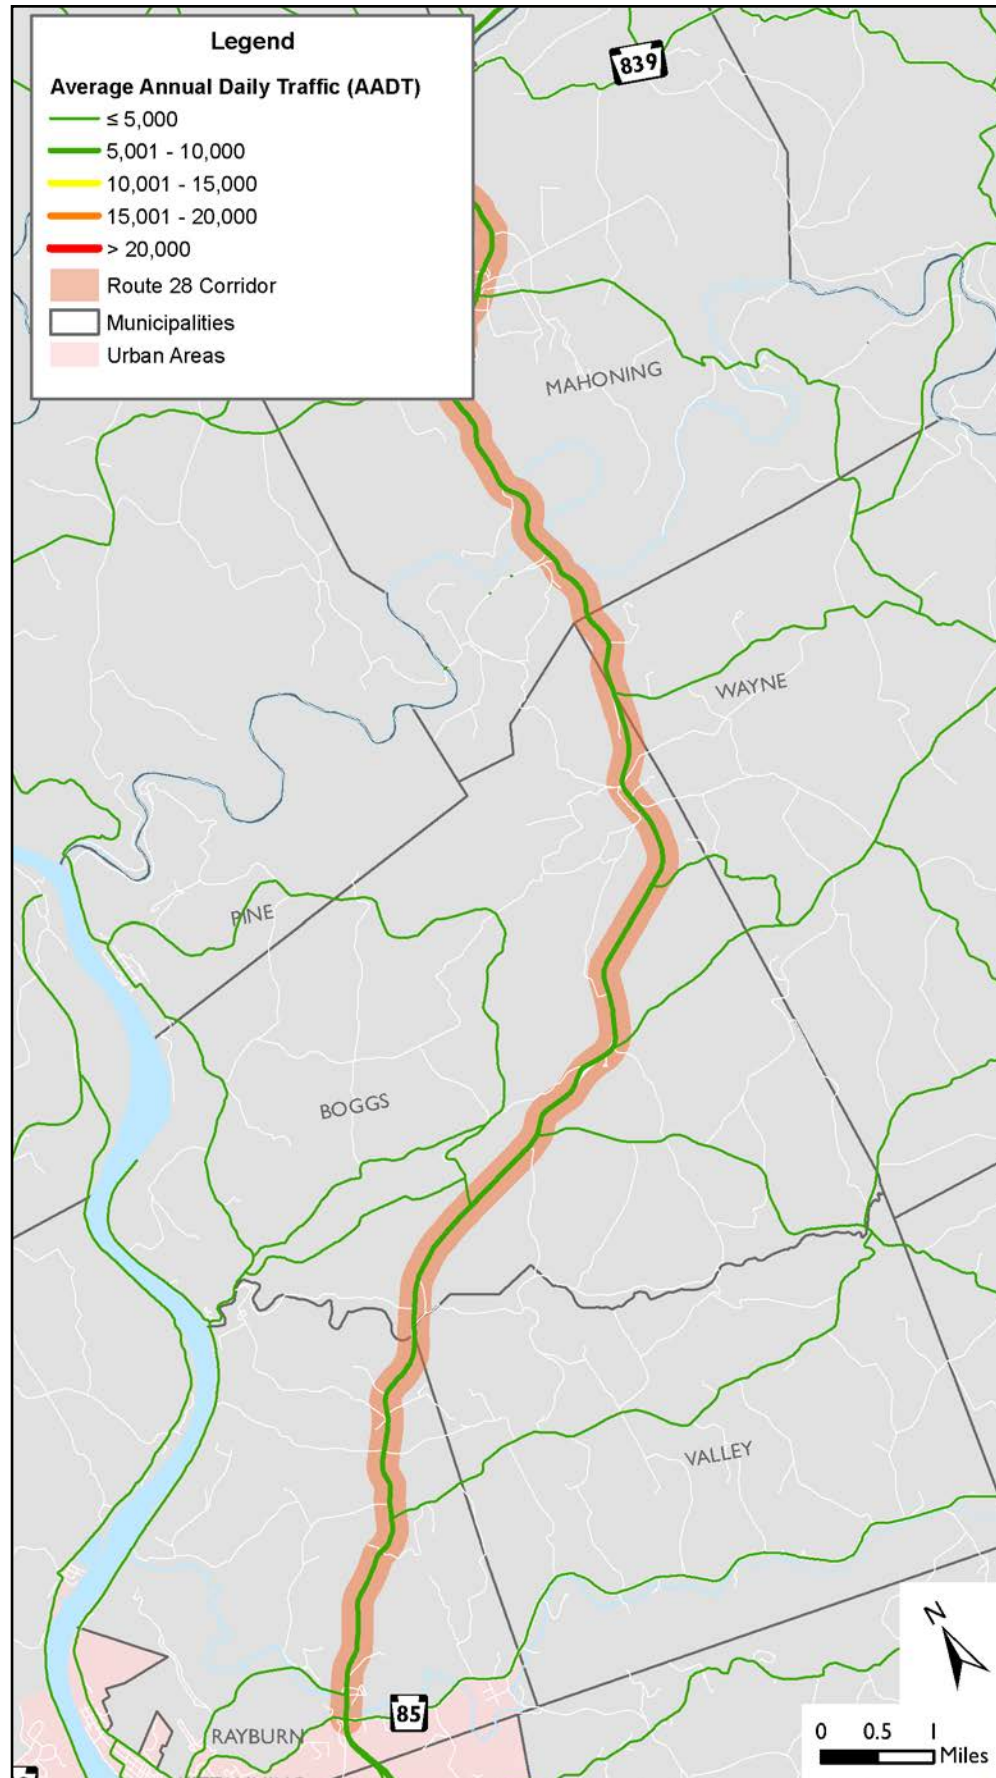 Legend
Average Annual Daily Traffic (AADT)
≤ 5,000
5,001 - 10,000
10,001 - 15,000
15,001 - 20,000
> 20,000
Route 28 Corridor
Municipalities
Urban Areas
839
MAHONING
WAYNE
PINE
BOGGS
VALLEY
N
85
RAYBURN
0 0.5 1
Miles